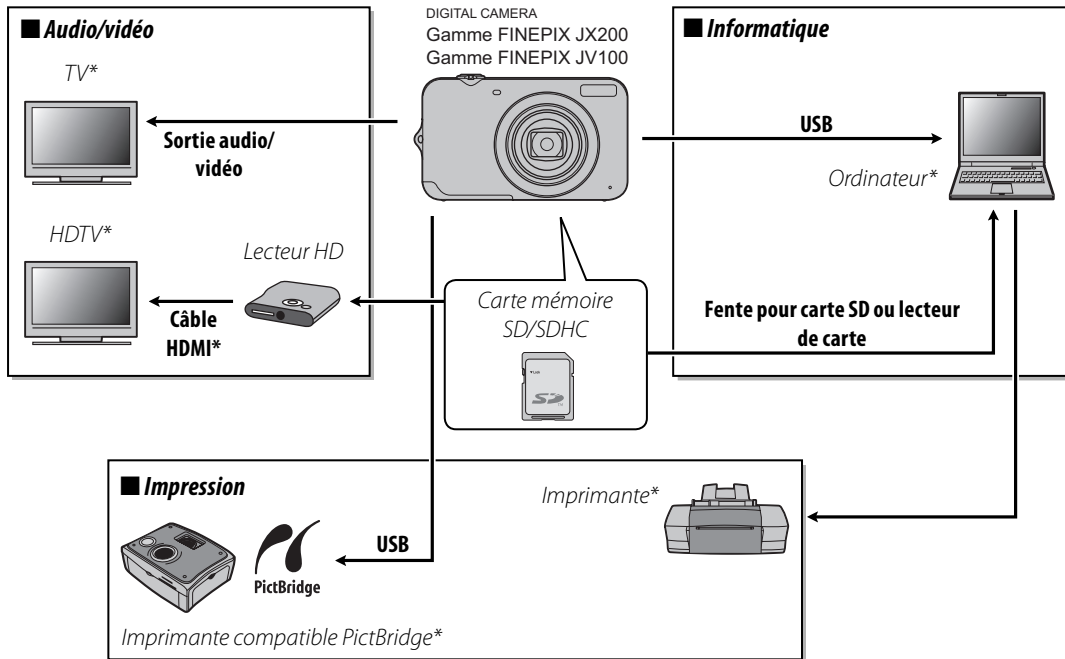 ■ Audio/vidéo
TV*
Sortie audio/
vidéo
HDTV*
Lecteur HD
Câble
HDMI*
DIGITAL CAMERA
Gamme FINEPIX JX200
Gamme FINEPIX JV100
Carte mémoire
SD/SDHC
SD
■ Informatique
USB
Ordinateur*
Fente pour carte SD ou lecteur
de carte
■ Impression
Imprimante*
USB
PictBridge
Imprimante compatible PictBridge*